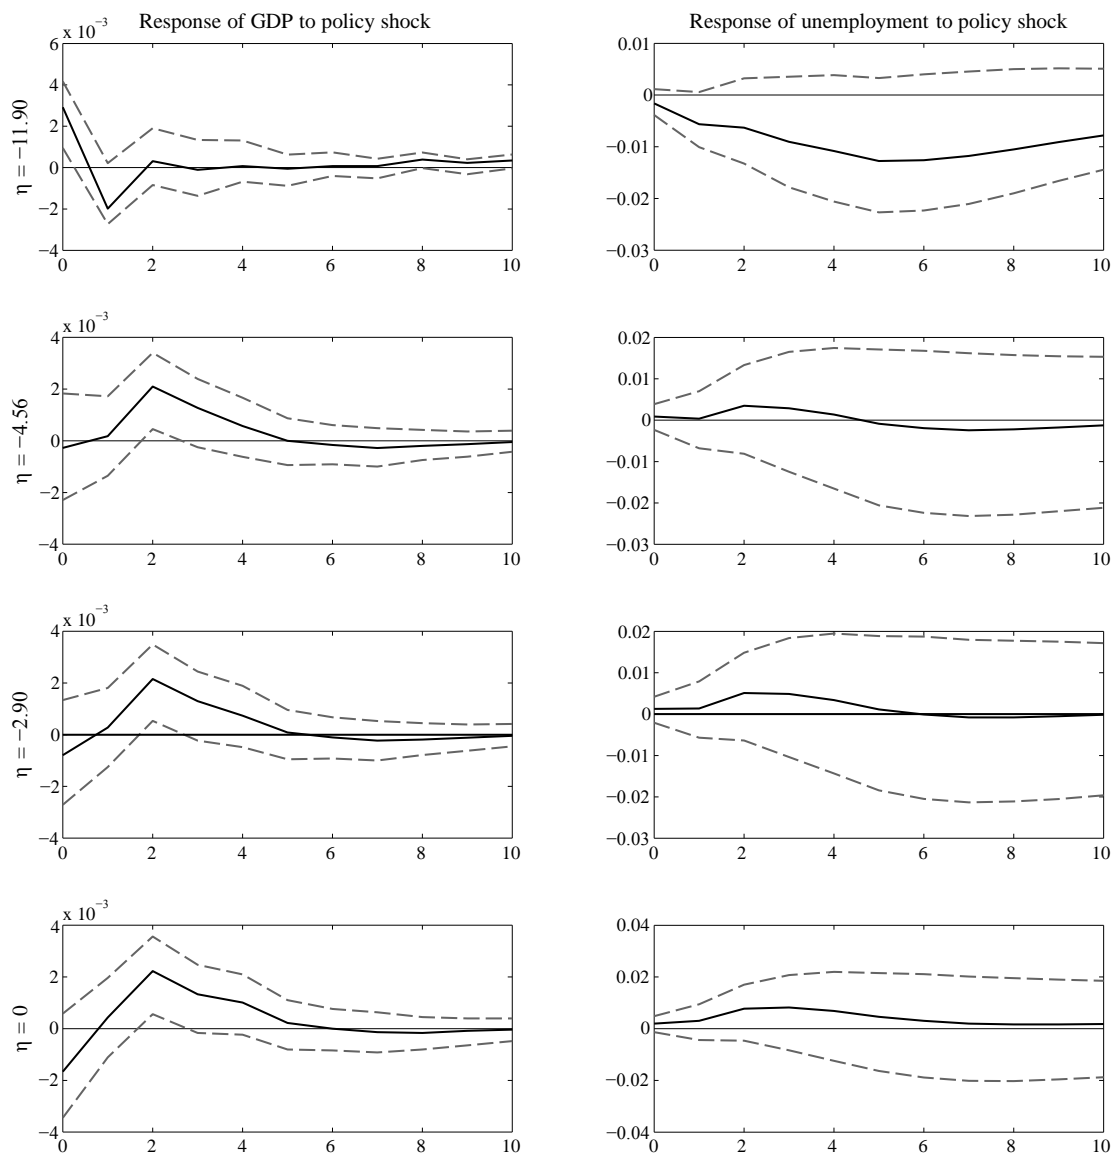 Response of GDP to policy shock
x 10⁻³
6
4
2
0
−2
−4
0 2 4 6 8 10
η = −11.90
Response of unemployment to policy shock
0.01
0
−0.01
−0.02
−0.03
0 2 4 6 8 10
x 10⁻³
4
2
0
−2
−4
0 2 4 6 8 10
η = −4.56
0.02
0.01
0
−0.01
−0.02
−0.03
0 2 4 6 8 10
x 10⁻³
4
2
0
−2
−4
0 2 4 6 8 10
η = −2.90
0.02
0.01
0
−0.01
−0.02
−0.03
0 2 4 6 8 10
x 10⁻³
4
2
0
−2
−4
0 2 4 6 8 10
η = 0
0.04
0.02
0
−0.02
−0.04
0 2 4 6 8 10